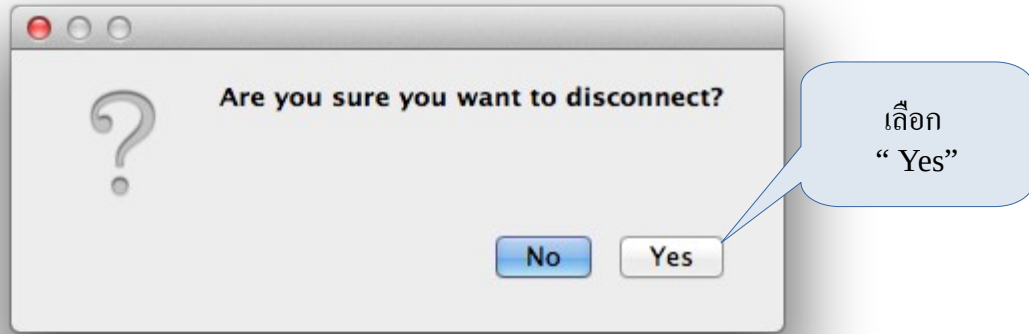 Are you sure you want to disconnect?
เลือก
“ Yes”
No
Yes